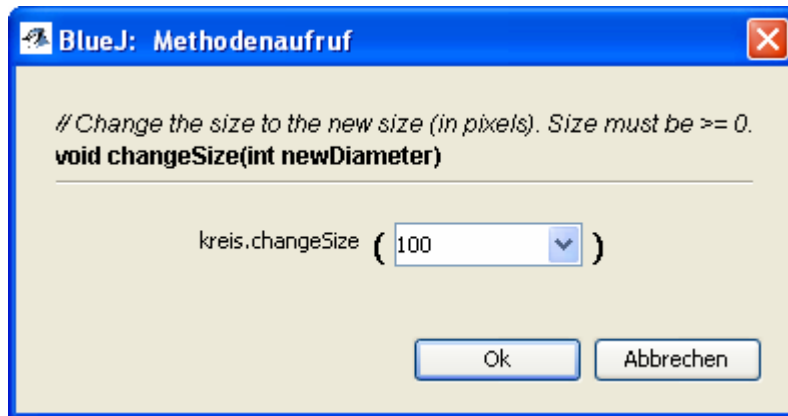 BlueJ: Methodenaufruf
// Change the size to the new size (in pixels). Size must be >= 0.
void changeSize(int newDiameter)
kreis.changeSize ( 100 )
Ok Abbrechen